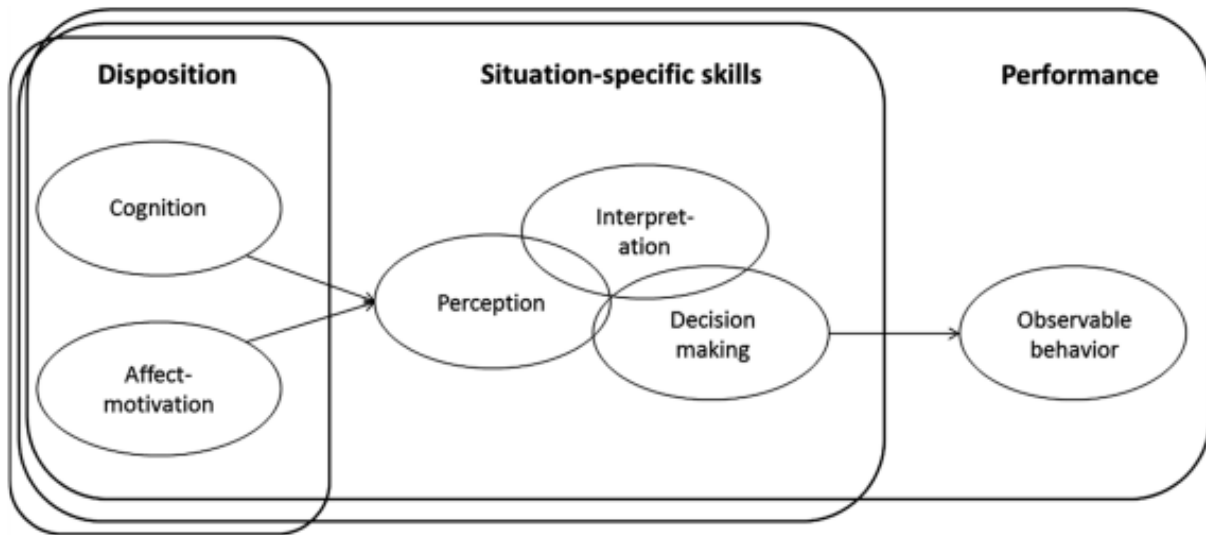 Disposition
Situation-specific skills
Performance
Cognition
Interpret-
ation
Perception
Decision
making
Observable
behavior
Affect-
motivation